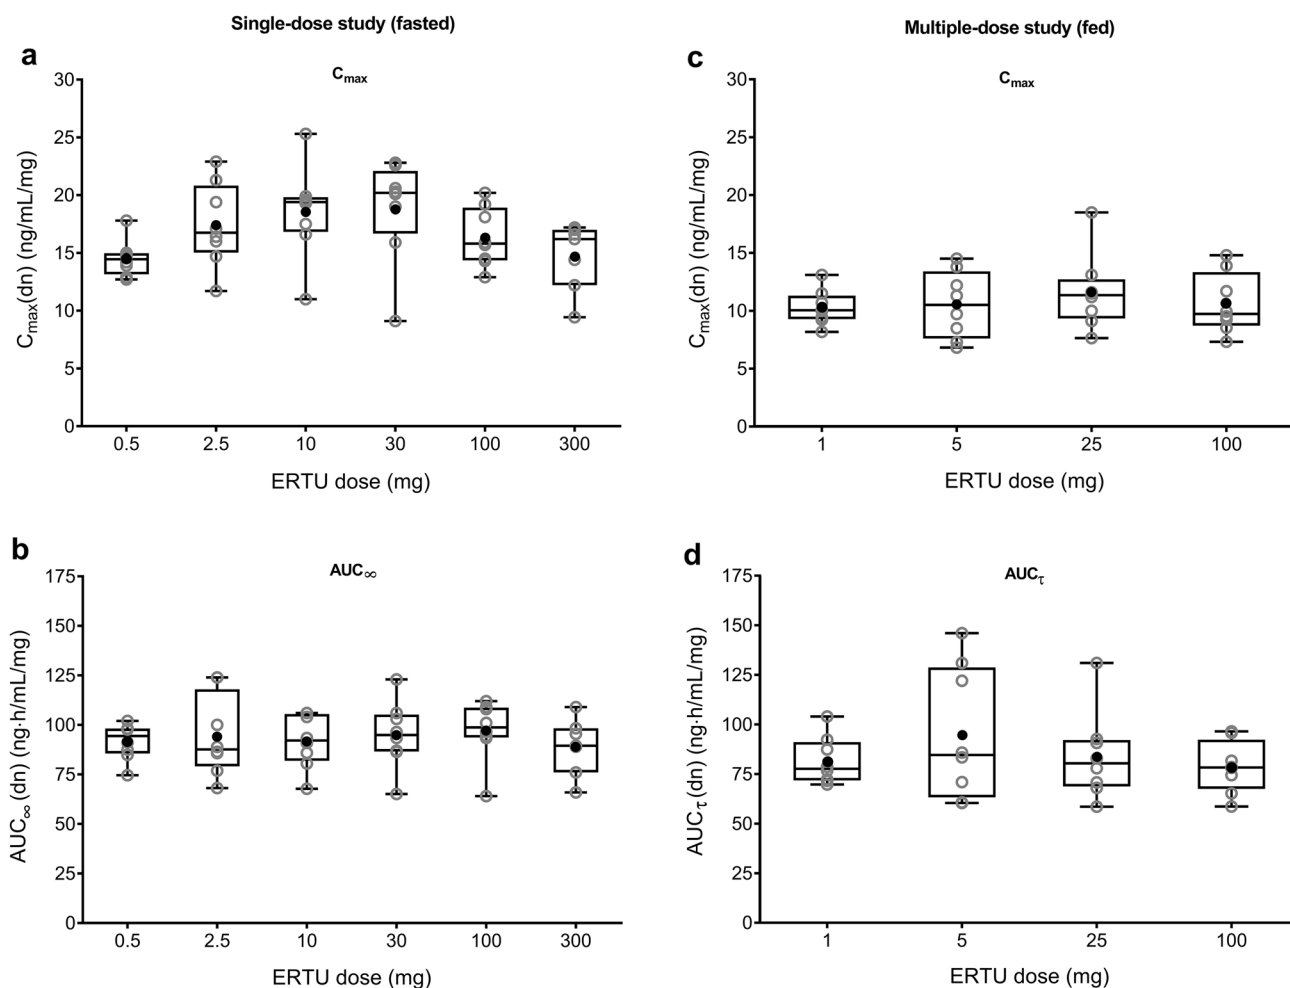 Single-dose study (fasted)
a
Cmax
30
25
20
15
10
5
0
Cmax(dn) (ng/mL/mg)
0.5 2.5 10 30 100 300
ERTU dose (mg)
b
AUC∞
175
150
125
100
75
50
25
0
AUC∞(dn) (ng·h/mL/mg)
0.5 2.5 10 30 100 300
ERTU dose (mg)
Multiple-dose study (fed)
c
Cmax
30
25
20
15
10
5
0
Cmax(dn) (ng/mL/mg)
1 5 25 100
ERTU dose (mg)
d
AUCτ
175
150
125
100
75
50
25
0
AUCτ(dn) (ng·h/mL/mg)
1 5 25 100
ERTU dose (mg)